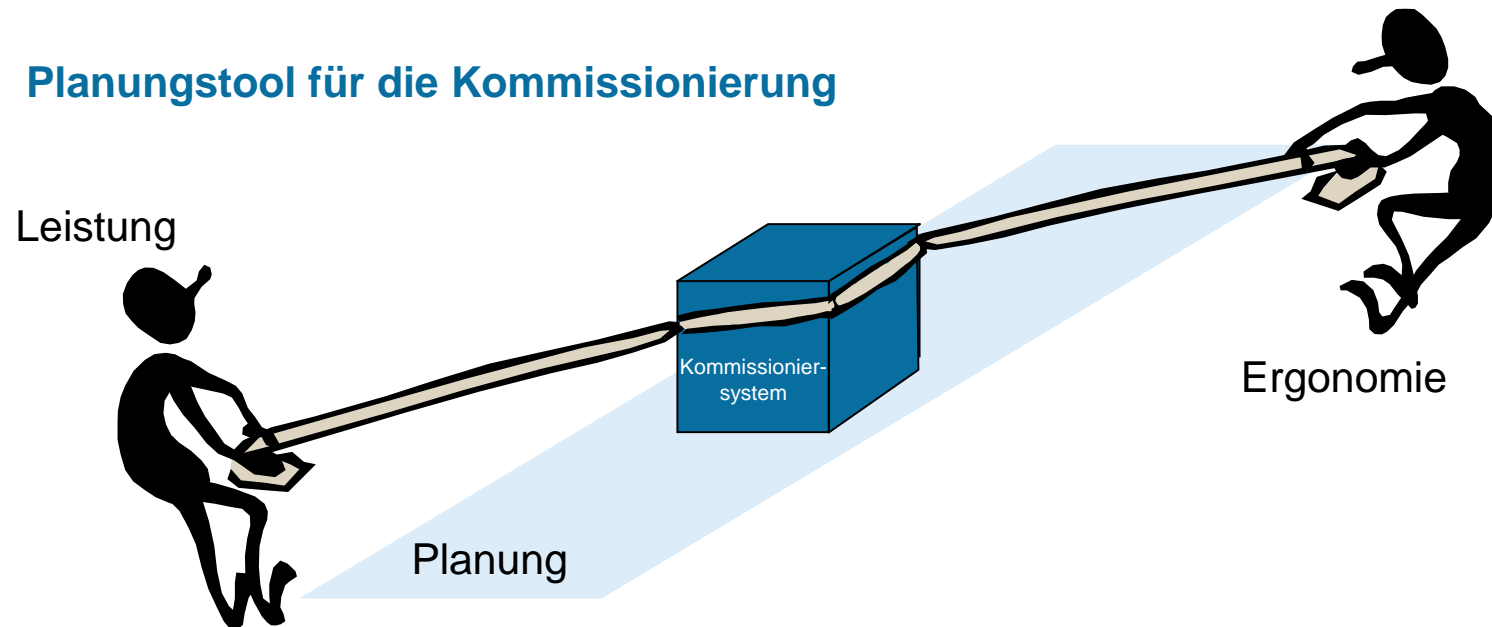 Planungstool für die Kommissionierung
Leistung
Kommissionier-
system
Ergonomie
Planung